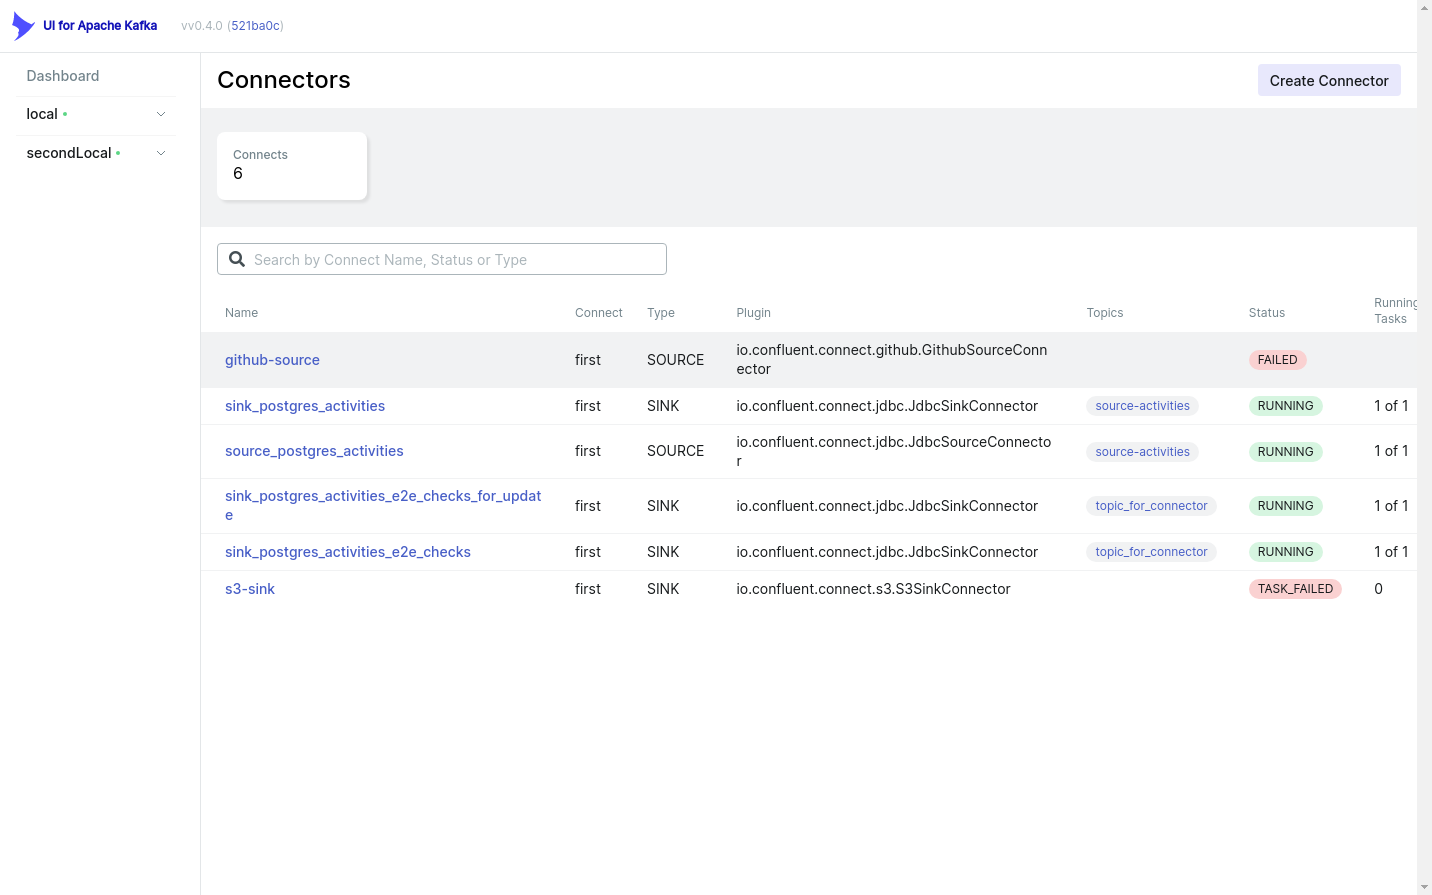 UI for Apache Kafka vv0.4.0 (521ba0c)
Dashboard
local
secondLocal
Connectors
Create Connector
Connects
6
Search by Connect Name, Status or Type
Name Connect Type Plugin Topics Status Running
Tasks
github-source first SOURCE io.confluent.connect.github.GithubSourceConn
ector FAILED
sink_postgres_activities first SINK io.confluent.connect.jdbc.JdbcSinkConnector source-activities RUNNING 1 of 1
source_postgres_activities first SOURCE io.confluent.connect.jdbc.JdbcSourceConnecto
r source-activities RUNNING 1 of 1
sink_postgres_activities_e2e_checks_for_updat
e first SINK io.confluent.connect.jdbc.JdbcSinkConnector topic_for_connector RUNNING 1 of 1
sink_postgres_activities_e2e_checks first SINK io.confluent.connect.jdbc.JdbcSinkConnector topic_for_connector RUNNING 1 of 1
s3-sink first SINK io.confluent.connect.s3.S3SinkConnector TASK_FAILED 0